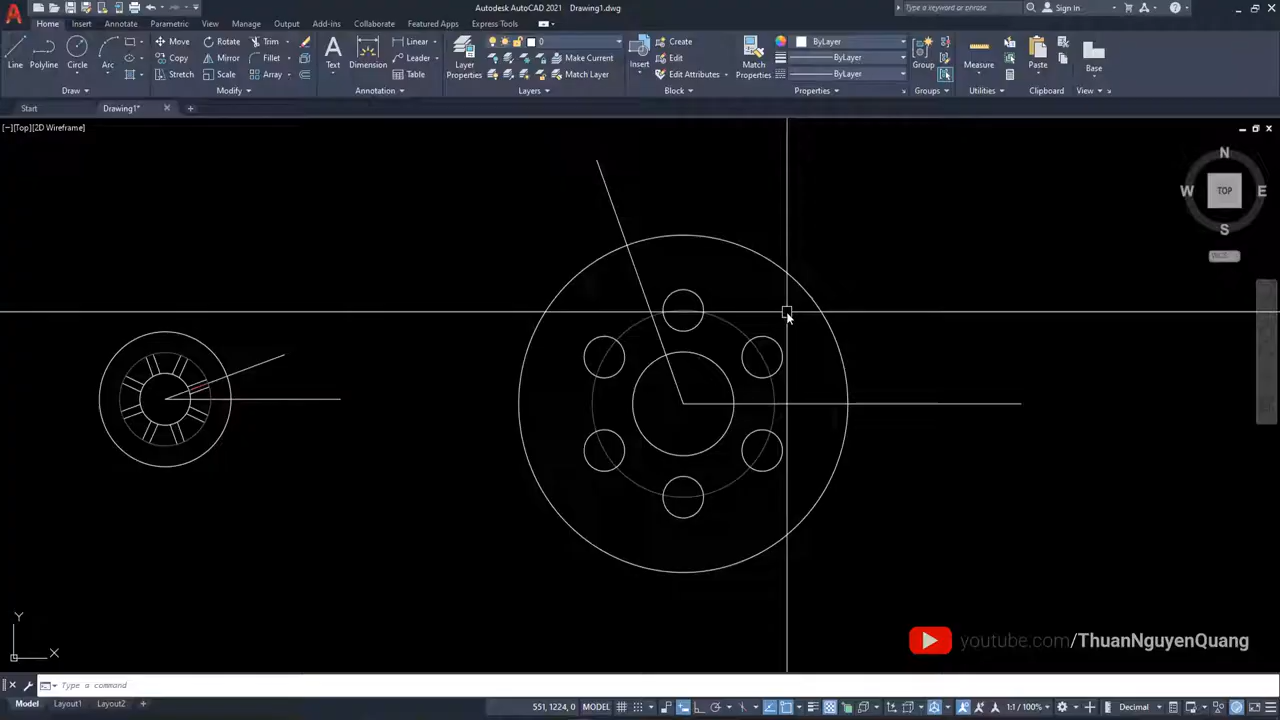 Autodesk AutoCAD 2021 Drawing1.dwg
Type a keyword or phrase
Sign In
Home Insert Annotate Parametric View Manage Output Add-ins Collaborate Featured Apps Express Tools
Line Polyline Circle Arc
Move Rotate Trim
Copy Mirror Fillet
Stretch Scale Array
Text Dimension
Linear
Leader
Table
Layer Properties
0
Make Current
Match Layer
Insert
Create
Edit
Edit Attributes
Match Properties
ByLayer
ByLayer
ByLayer
Group
Measure
Paste
Base
Draw Modify Annotation Layers Block Properties Groups Utilities Clipboard View
Start Drawing1*
[−][Top][2D Wireframe]
N
W TOP E
S
Y
X
youtube.com/ThuanNguyenQuang
Type a command
Model Layout1 Layout2
551, 1224, 0 MODEL
1:1 / 100%
Decimal